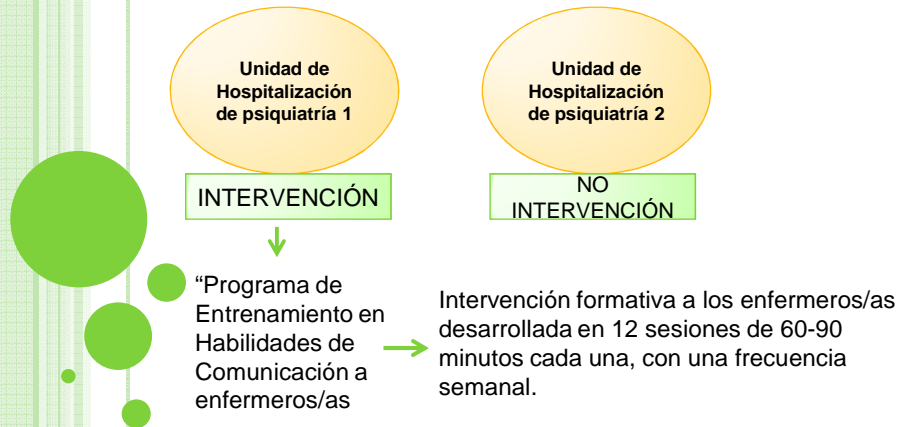 Unidad de
Hospitalización
de psiquiatría 1
Unidad de
Hospitalización
de psiquiatría 2
INTERVENCIÓN
NO
INTERVENCIÓN
“Programa de
Entrenamiento en
Habilidades de
Comunicación a
enfermeros/as
Intervención formativa a los enfermeros/as
desarrollada en 12 sesiones de 60-90
minutos cada una, con una frecuencia
semanal.